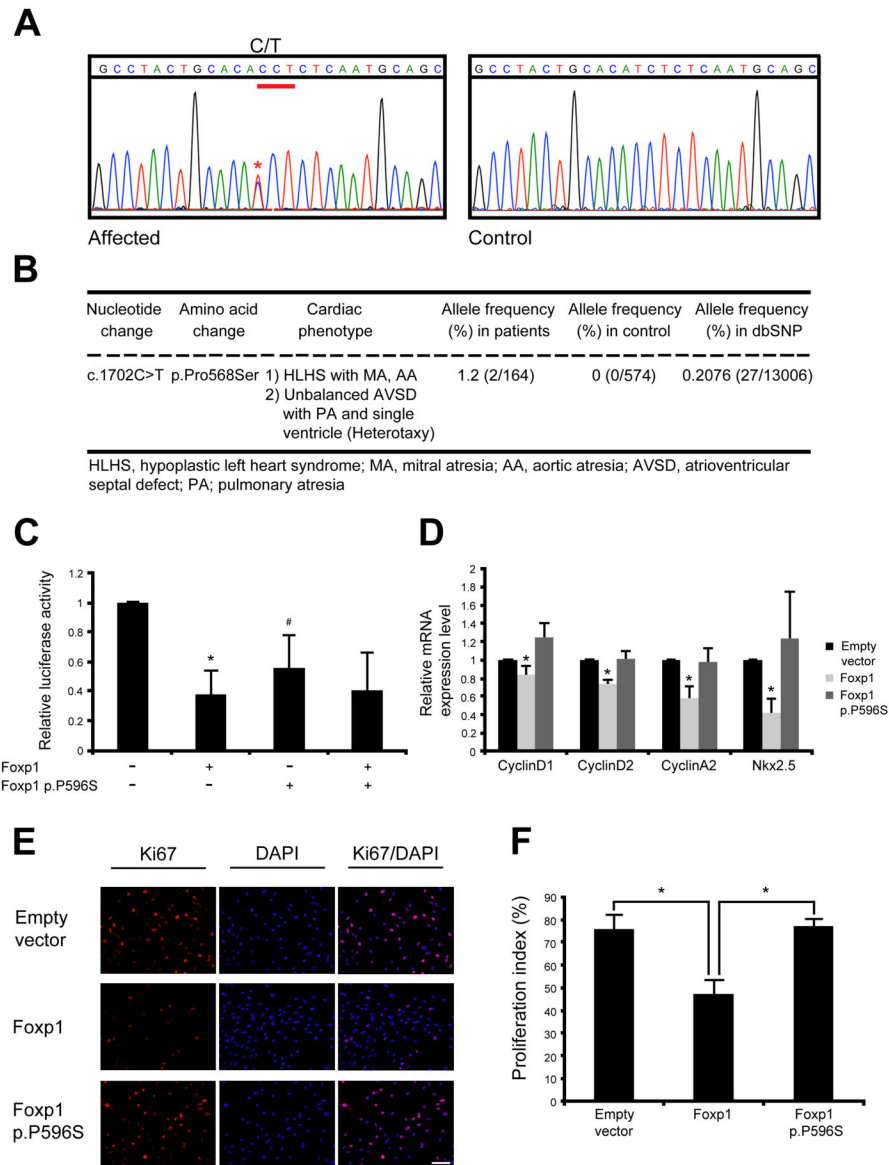 A
C/T
GCCTACTGCACACCTCTCAATGCAGC
GCCTACTGCACATCTCTCAATGCAGC
*
Affected
Control
B
Nucleotide change
Amino acid change
Cardiac phenotype
Allele frequency (%) in patients
Allele frequency (%) in control
Allele frequency (%) in dbSNP
c.1702C>T
p.Pro568Ser
1) HLHS with MA, AA
2) Unbalanced AVSD
with PA and single
ventricle (Heterotaxy)
1.2 (2/164)
0 (0/574)
0.2076 (27/13006)
HLHS, hypoplastic left heart syndrome; MA, mitral atresia; AA, aortic atresia; AVSD, atrioventricular
septal defect; PA; pulmonary atresia
C
Relative luciferase activity
1.2
1
0.8
0.6
0.4
0.2
0
*
#
Foxp1 – + – +
Foxp1 p.P596S – – + +
D
Relative mRNA
expression level
2
1.8
1.6
1.4
1.2
1
0.8
0.6
0.4
0.2
0
* * * *
CyclinD1 CyclinD2 CyclinA2 Nkx2.5
Empty
vector
Foxp1
Foxp1
p.P596S
E
Ki67 DAPI Ki67/DAPI
Empty
vector
Foxp1
Foxp1
p.P596S
F
Proliferation index (%)
90
80
70
60
50
40
30
20
10
0
* *
Empty
vector
Foxp1
Foxp1
p.P596S